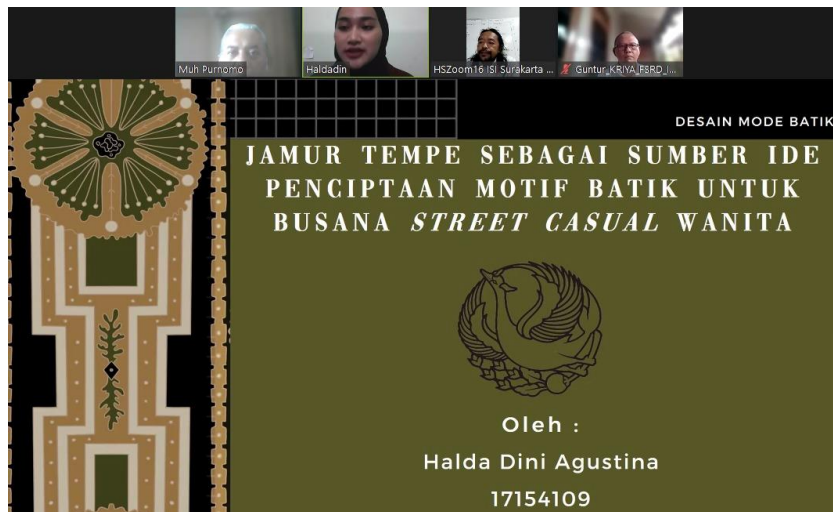 Muh Purnomo
Haldadin
HSZoom16 ISI Surakarta ...
Guntur_KRIYA_FSRD_I...
DESAIN MODE BATIK
JAMUR TEMPE SEBAGAI SUMBER IDE
PENCIPTAAN MOTIF BATIK UNTUK
BUSANA STREET CASUAL WANITA
Oleh :
Halda Dini Agustina
17154109